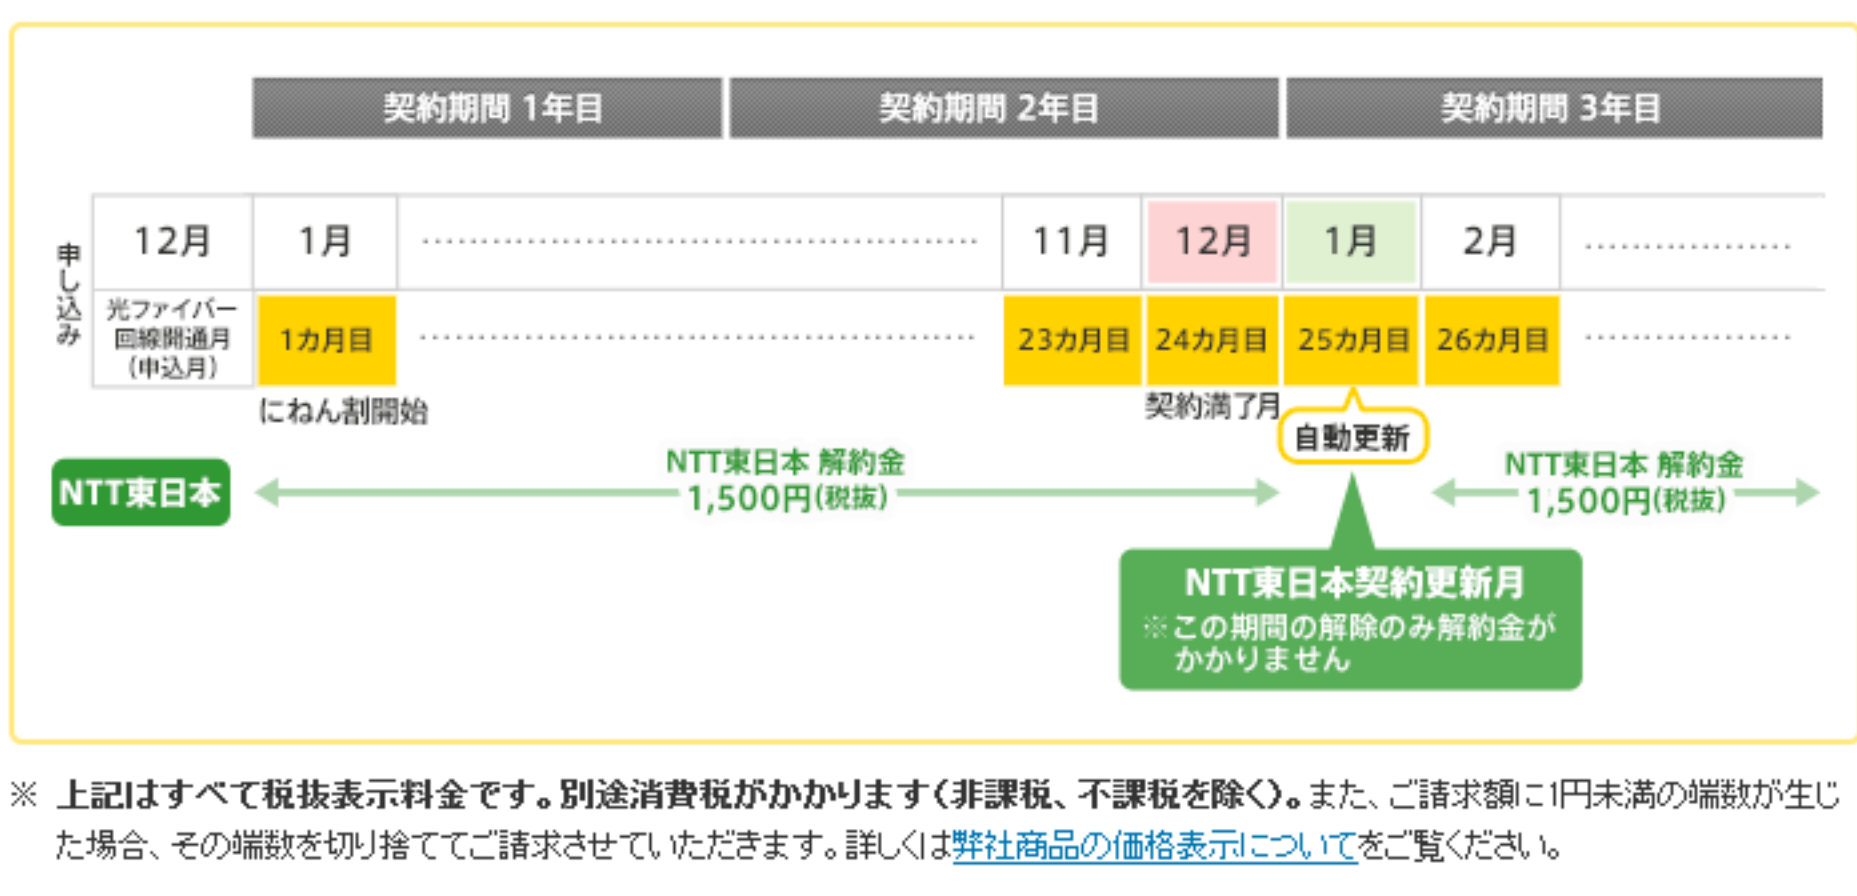 契約期間 1年目
契約期間 2年目
契約期間 3年目
申し込み
12月
1月
11月
12月
1月
2月
光ファイバー
回線開通月
(申込月)
1カ月目
23カ月目
24カ月目
25カ月目
26カ月目
にねん割開始
契約満了月
自動更新
NTT東日本
NTT東日本 解約金
1,500円(税抜)
NTT東日本 解約金
1,500円(税抜)
NTT東日本契約更新月
※この期間の解除のみ解約金が
かかりません
※ 上記はすべて税抜表示料金です。別途消費税がかかります(非課税、不課税を除く)。また、ご請求額に1円未満の端数が生じ
た場合、その端数を切り捨ててご請求させていただきます。詳しくは弊社商品の価格表示についてをご覧ください。